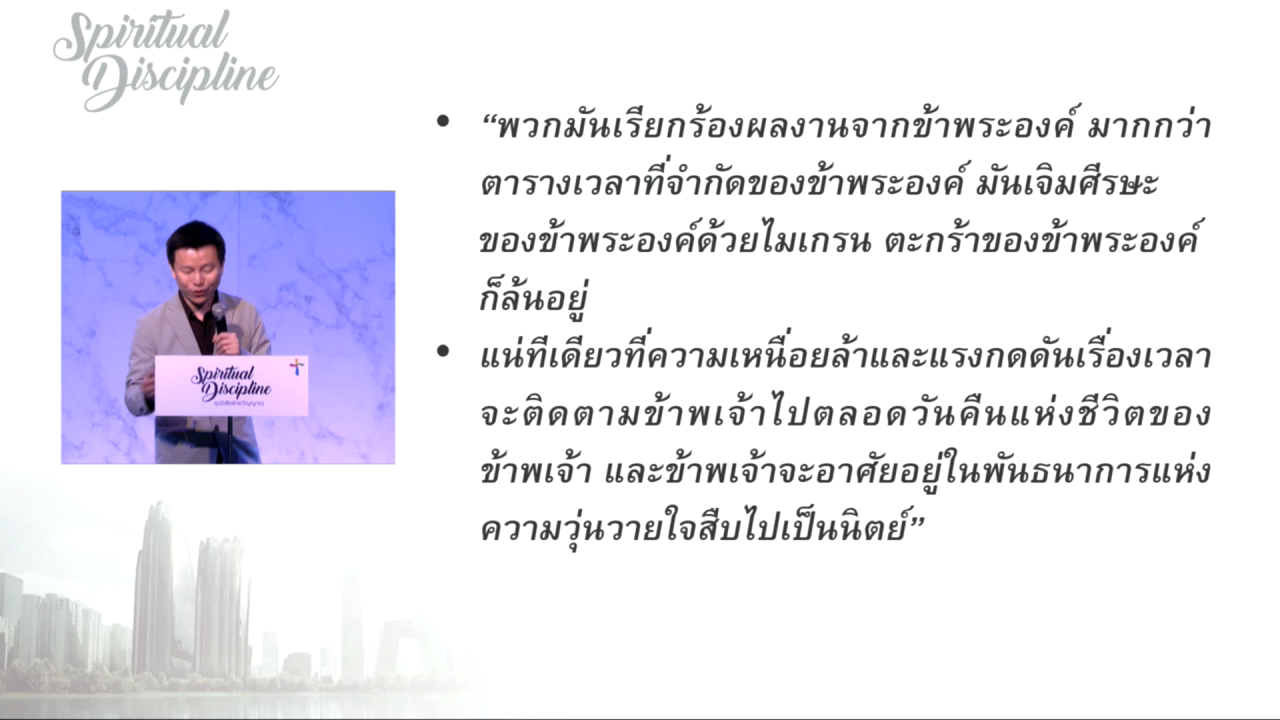 Spiritual
Discipline
• “พวกมันเรียกร้องผลงานจากข้าพระองค์ มากกว่า
ตารางเวลาที่จำกัดของข้าพระองค์ มันเจิมศีรษะ
ของข้าพระองค์ด้วยไมเกรน ตะกร้าของข้าพระองค์
ก็ล้นอยู่
• แน่ทีเดียวที่ความเหนื่อยล้าและแรงกดดันเรื่องเวลา
จะติดตามข้าพเจ้าไปตลอดวันคืนแห่งชีวิตของ
ข้าพเจ้า และข้าพเจ้าจะอาศัยอยู่ในพันธนาการแห่ง
ความวุ่นวายใจสืบไปเป็นนิตย์”
Spiritual
Discipline